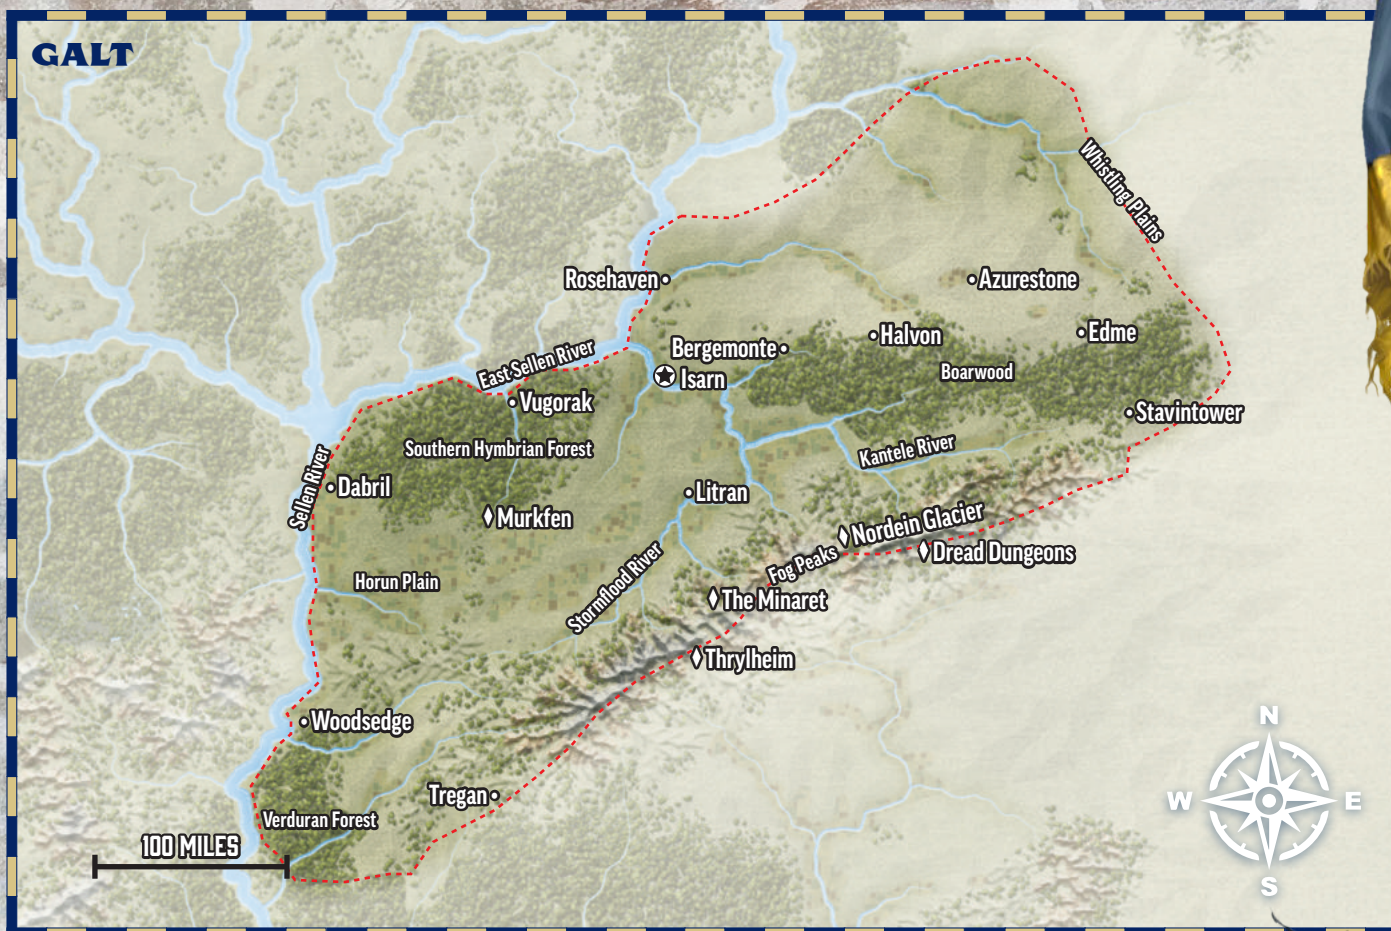 GALT
Whistling Plains
Rosehaven
Azurestone
Bergemonte
Halvon
Edme
East Sellen River
Isarn
Boarwood
Vugorak
Stavintower
Southern Hymbrian Forest
Kantele River
Sellen River
Dabril
Litran
Murkfen
Nordein Glacier
Fog Peaks
Dread Dungeons
Horun Plain
Stormflood River
The Minaret
Thrylheim
Woodsedge
Tregan
Verduran Forest
100 MILES
N
W
E
S